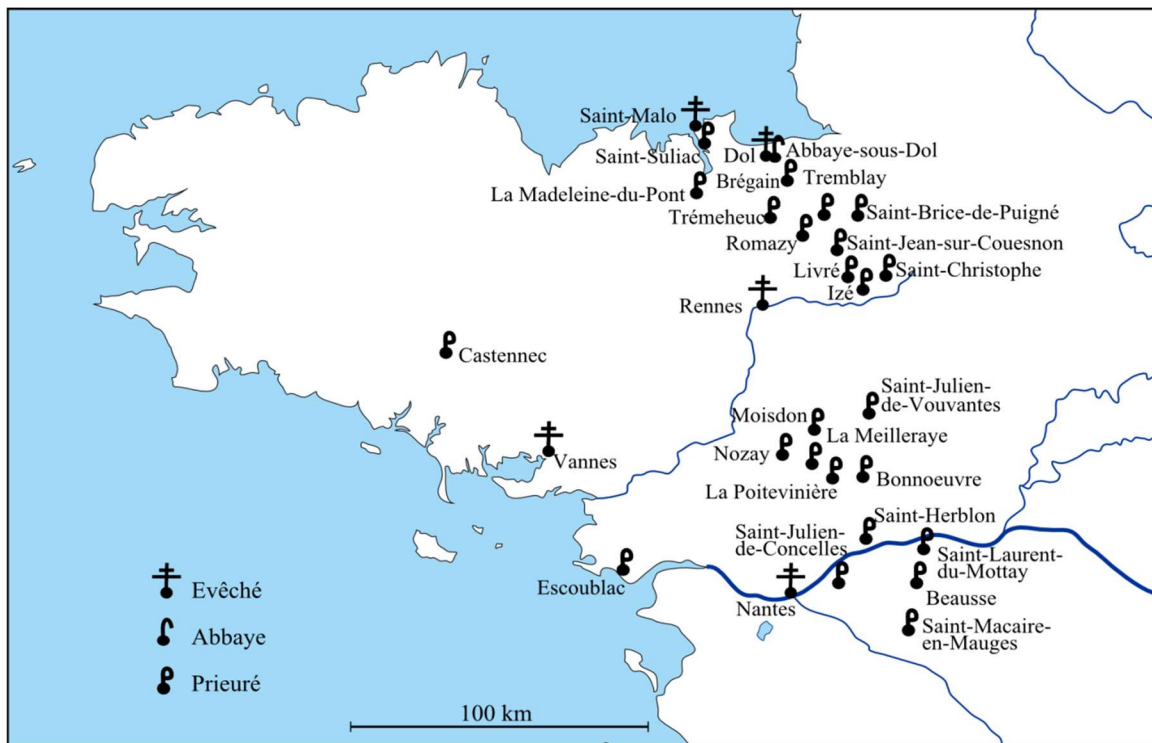 Saint-Malo
Saint-Suliac
Dol
Abbaye-sous-Dol
La Madeleine-du-Pont
Brégain
Tremblay
Trémeheuc
Saint-Brice-de-Puigné
Romazy
Saint-Jean-sur-Couesnon
Livré
Saint-Christophe
Izé
Rennes
Castennec
Saint-Julien-
de-Vouvantes
Moisdon
La Meilleraye
Nozay
Vannes
La Poitevinière
Bonnoeuvre
Saint-Herblon
Saint-Julien-
de-Concelles
Saint-Laurent-
du-Mottay
Escoublac
Beausse
Nantes
Saint-Macaire-
en-Mauges
Evêché
Abbaye
Prieuré
100 km